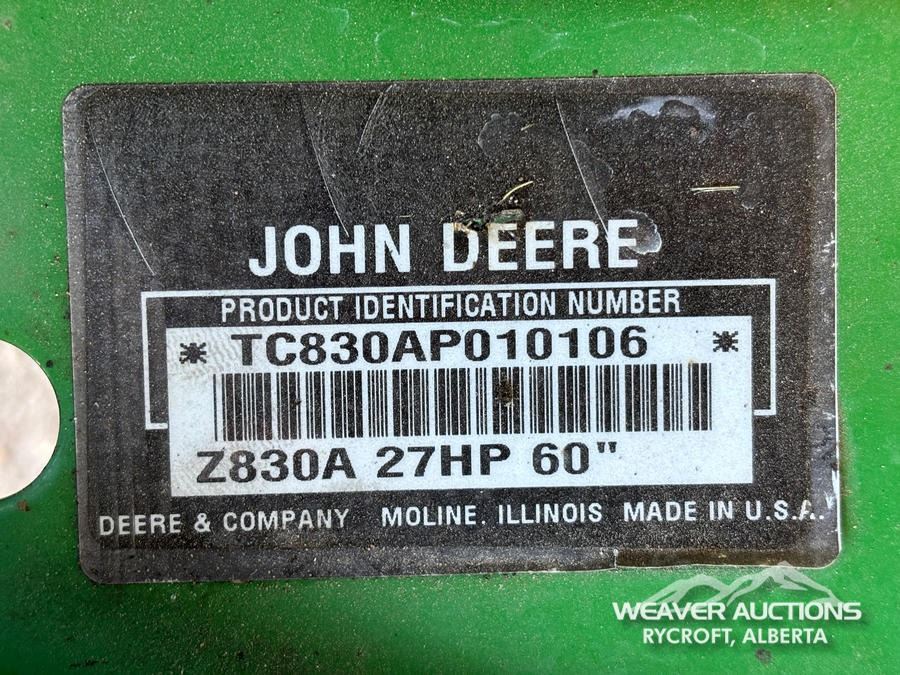 JOHN DEERE
PRODUCT IDENTIFICATION NUMBER
* TC830AP010106 *
Z830A 27HP 60"
DEERE & COMPANY MOLINE. ILLINOIS MADE IN U.S.A.
WEAVER AUCTIONS
RYCROFT, ALBERTA